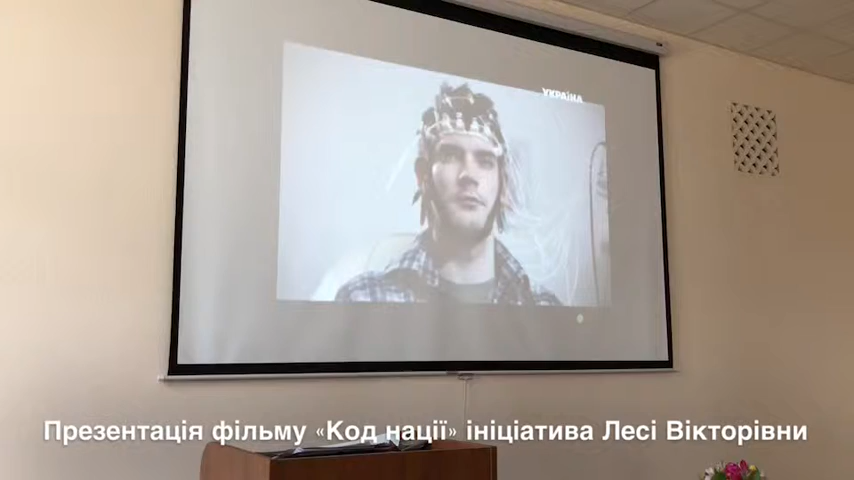 УКРАЇНА
Презентація фільму «Код нації» ініціатива Лесі Вікторівни